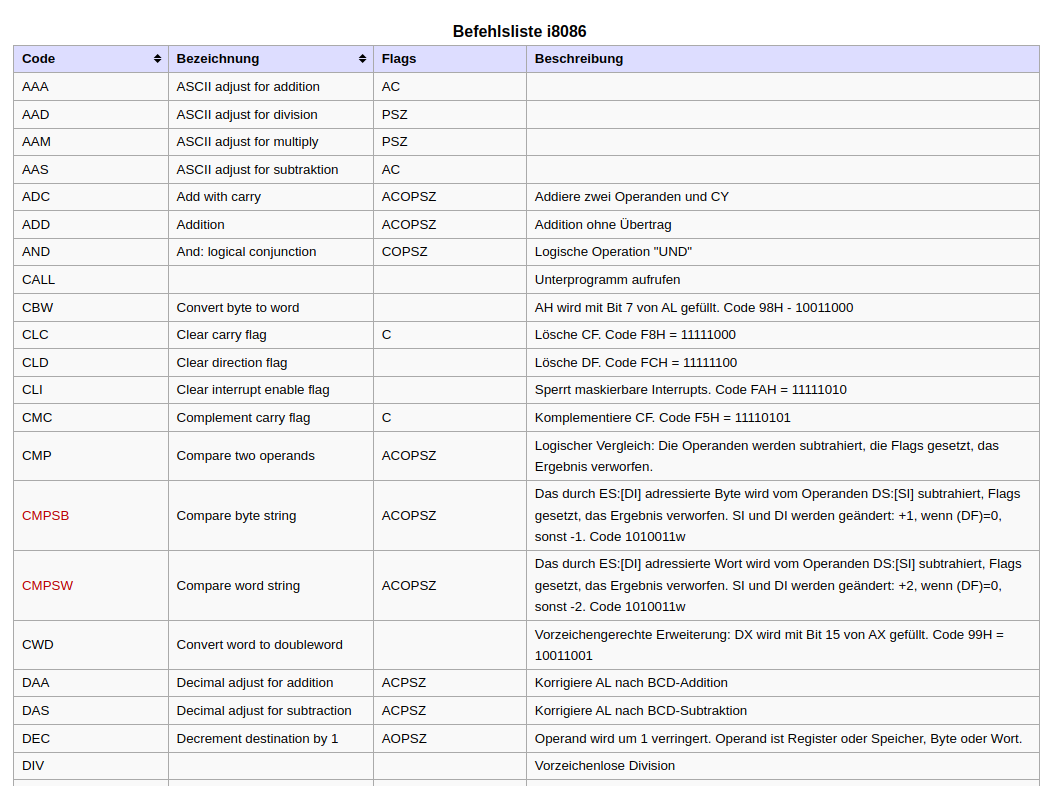 Befehlsliste i8086
Code Bezeichnung Flags Beschreibung
AAA ASCII adjust for addition AC
AAD ASCII adjust for division PSZ
AAM ASCII adjust for multiply PSZ
AAS ASCII adjust for subtraktion AC
ADC Add with carry ACOPSZ Addiere zwei Operanden und CY
ADD Addition ACOPSZ Addition ohne Übertrag
AND And: logical conjunction COPSZ Logische Operation "UND"
CALL Unterprogramm aufrufen
CBW Convert byte to word AH wird mit Bit 7 von AL gefüllt. Code 98H - 10011000
CLC Clear carry flag C Lösche CF. Code F8H = 11111000
CLD Clear direction flag Lösche DF. Code FCH = 11111100
CLI Clear interrupt enable flag Sperrt maskierbare Interrupts. Code FAH = 11111010
CMC Complement carry flag C Komplementiere CF. Code F5H = 11110101
CMP Compare two operands ACOPSZ Logischer Vergleich: Die Operanden werden subtrahiert, die Flags gesetzt, das
Ergebnis verworfen.
CMPSB Compare byte string ACOPSZ Das durch ES:[DI] adressierte Byte wird vom Operanden DS:[SI] subtrahiert, Flags
gesetzt, das Ergebnis verworfen. SI und DI werden geändert: +1, wenn (DF)=0,
sonst -1. Code 1010011w
CMPSW Compare word string ACOPSZ Das durch ES:[DI] adressierte Wort wird vom Operanden DS:[SI] subtrahiert, Flags
gesetzt, das Ergebnis verworfen. SI und DI werden geändert: +2, wenn (DF)=0,
sonst -2. Code 1010011w
CWD Convert word to doubleword Vorzeichengerechte Erweiterung: DX wird mit Bit 15 von AX gefüllt. Code 99H =
10011001
DAA Decimal adjust for addition ACPSZ Korrigiere AL nach BCD-Addition
DAS Decimal adjust for subtraction ACPSZ Korrigiere AL nach BCD-Subtraktion
DEC Decrement destination by 1 AOPSZ Operand wird um 1 verringert. Operand ist Register oder Speicher, Byte oder Wort.
DIV Vorzeichenlose Division